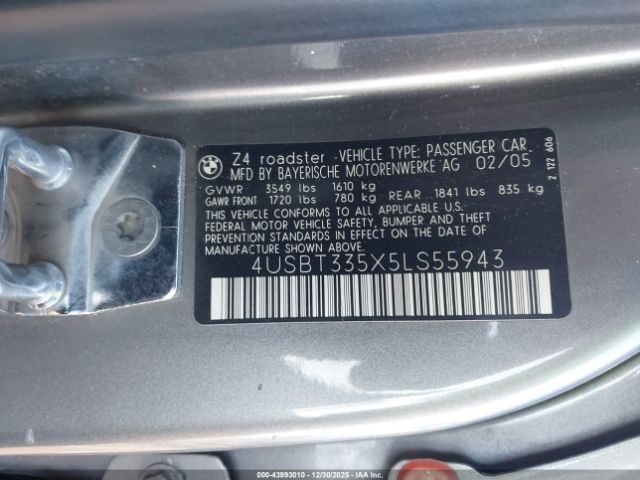 BMW
Z4 roadster -VEHICLE TYPE: PASSENGER CAR
MFD BY BAYERISCHE MOTORENWERKE AG 02/05
GVWR 3549 lbs 1610 kg
GAWR FRONT 1720 lbs 780 kg REAR 1841 lbs 835 kg
THIS VEHICLE CONFORMS TO ALL APPLICABLE U.S.
FEDERAL MOTOR VEHICLE SAFETY, BUMPER AND THEFT
PREVENTION STANDARDS IN EFFECT ON THE DATE OF
MANUFACTURE SHOWN ABOVE.
4USBT335X5LS55943
2 122 606
000-43993010 - 12/30/2025 - IAAI.com